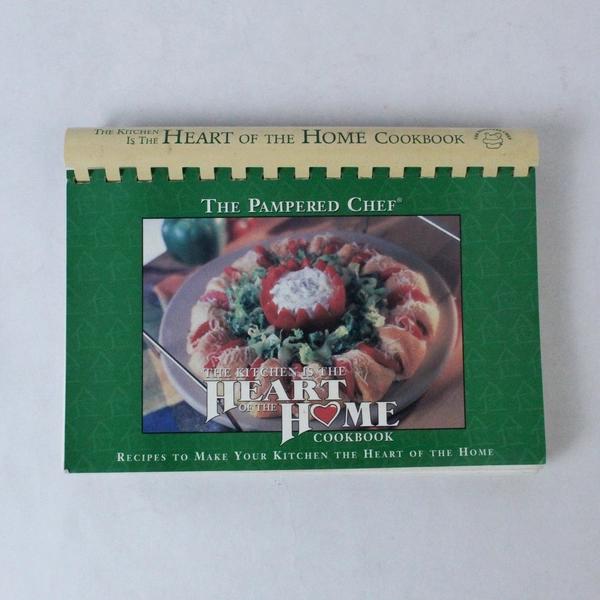 THE KITCHEN
IS THE HEART OF THE HOME COOKBOOK
THE PAMPERED CHEF®
THE KITCHEN IS THE
HEART
OF THE HOME
COOKBOOK
RECIPES TO MAKE YOUR KITCHEN THE HEART OF THE HOME